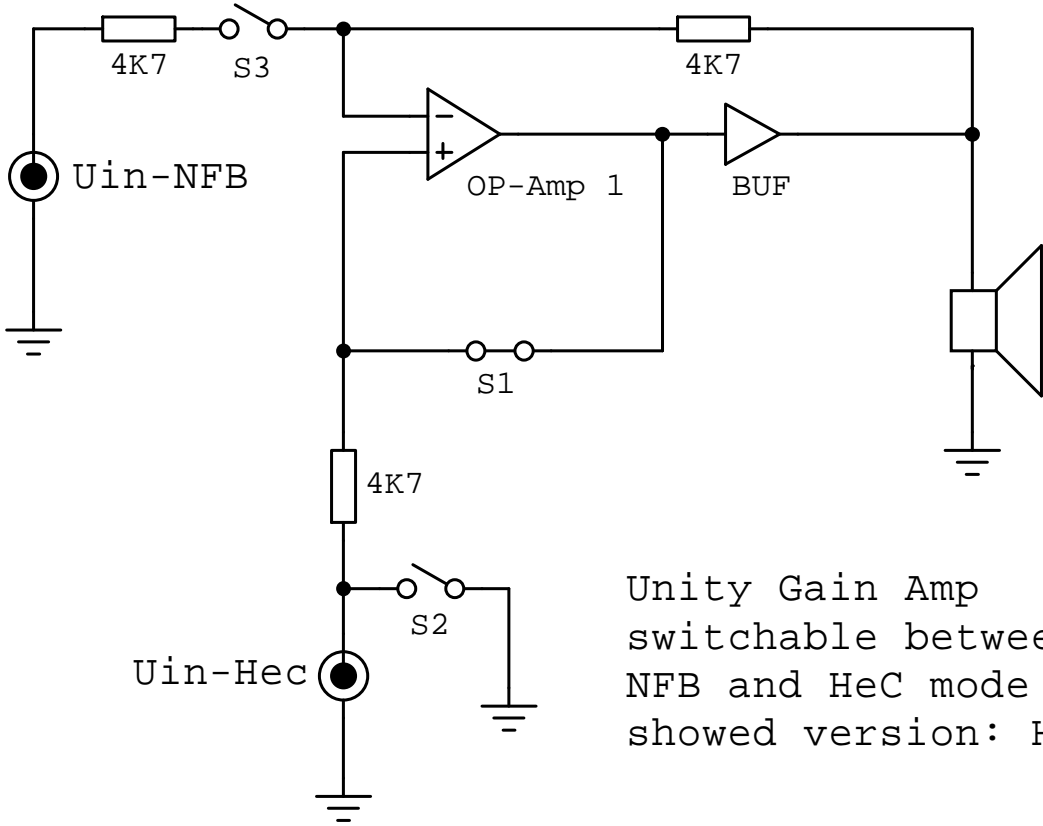 4K7
S3
4K7
Uin-NFB
-
+
OP-Amp 1
BUF
S1
4K7
S2
Uin-Hec
Unity Gain Amp
switchable betwee
NFB and HeC mode
showed version: H